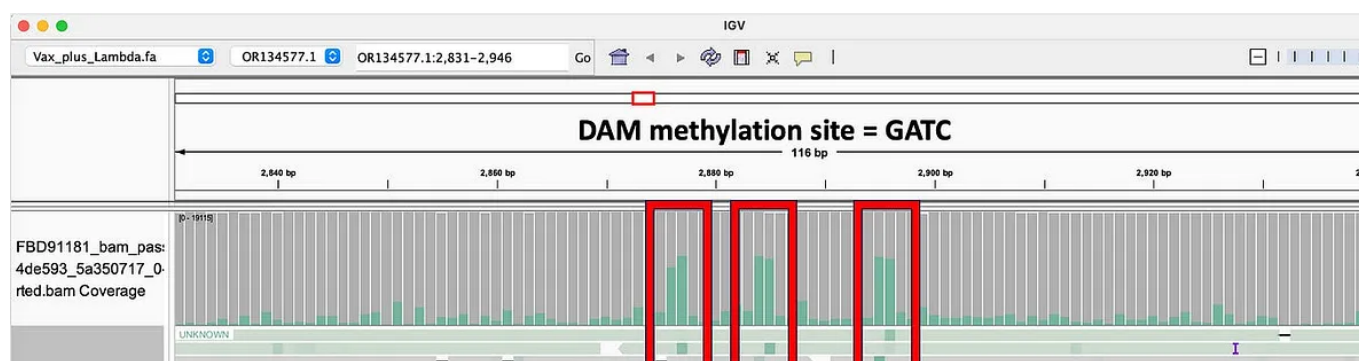 IGV
Vax_plus_Lambda.fa OR134577.1 OR134577.1:2,831-2,946 Go
DAM methylation site = GATC
116 bp
2,840 bp 2,860 bp 2,880 bp 2,900 bp 2,920 bp 2
[0 - 19115]
FBD91181_bam_pas
4de593_5a350717_0-
rted.bam Coverage
UNKNOWN